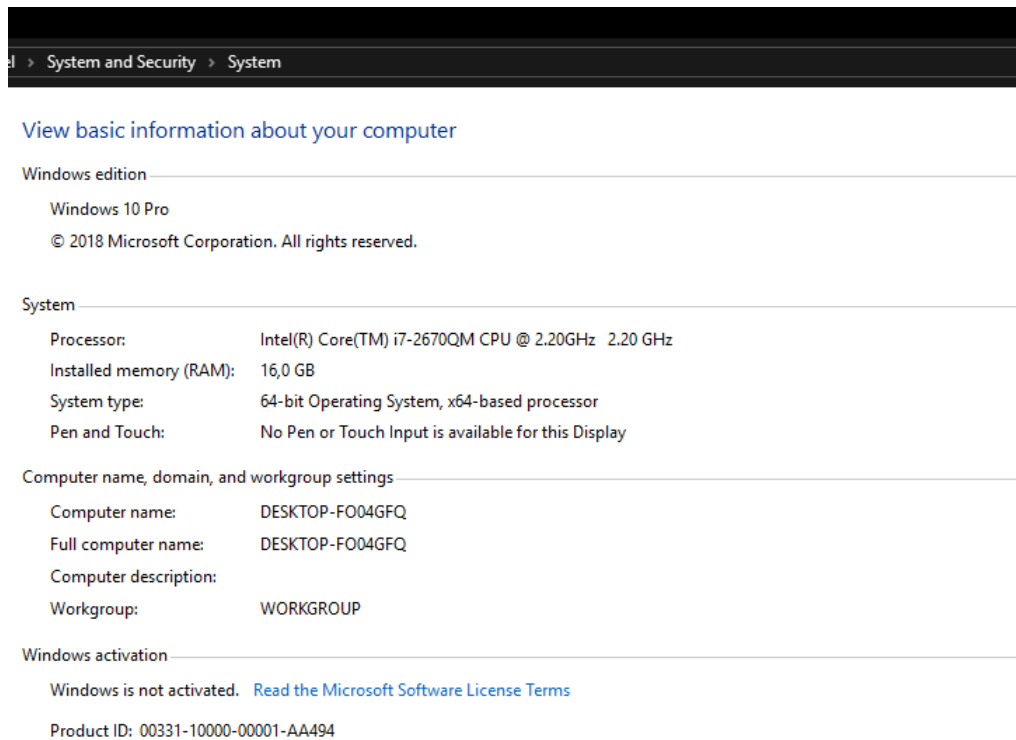 > System and Security > System
View basic information about your computer
Windows edition
Windows 10 Pro
© 2018 Microsoft Corporation. All rights reserved.
System
Processor: Intel(R) Core(TM) i7-2670QM CPU @ 2.20GHz 2.20 GHz
Installed memory (RAM): 16,0 GB
System type: 64-bit Operating System, x64-based processor
Pen and Touch: No Pen or Touch Input is available for this Display
Computer name, domain, and workgroup settings
Computer name: DESKTOP-FO04GFQ
Full computer name: DESKTOP-FO04GFQ
Computer description:
Workgroup: WORKGROUP
Windows activation
Windows is not activated. Read the Microsoft Software License Terms
Product ID: 00331-10000-00001-AA494